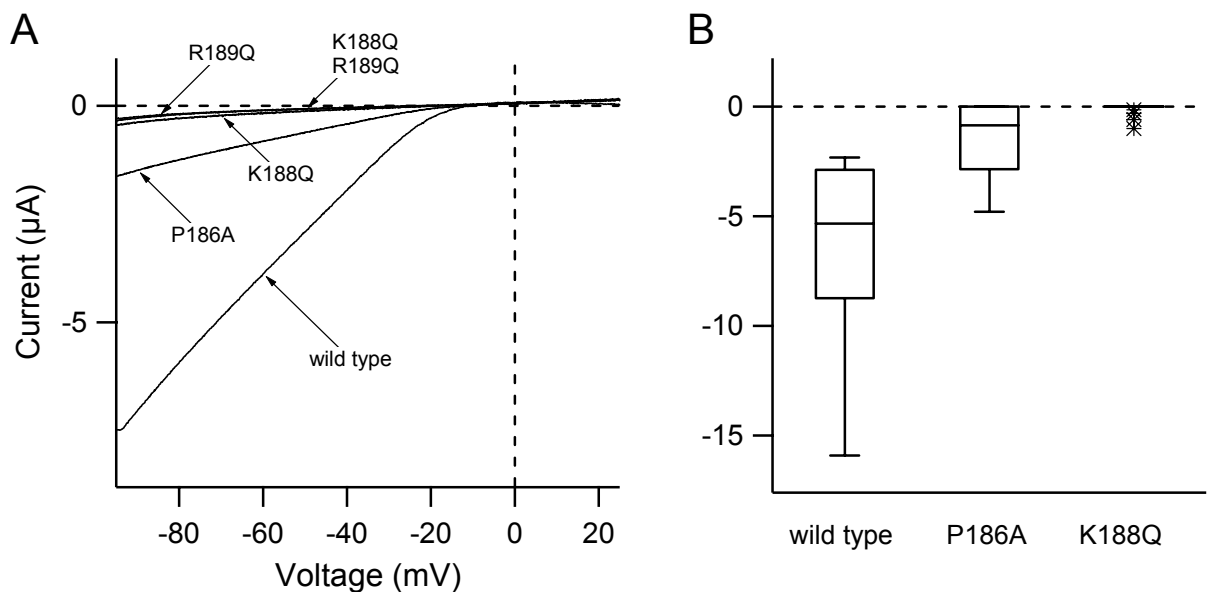 A
R189Q
K188Q
R189Q
K188Q
P186A
wild type
0
-5
Current (µA)
-80
-60
-40
-20
0
20
Voltage (mV)
B
0
-5
-10
-15
wild type
P186A
K188Q